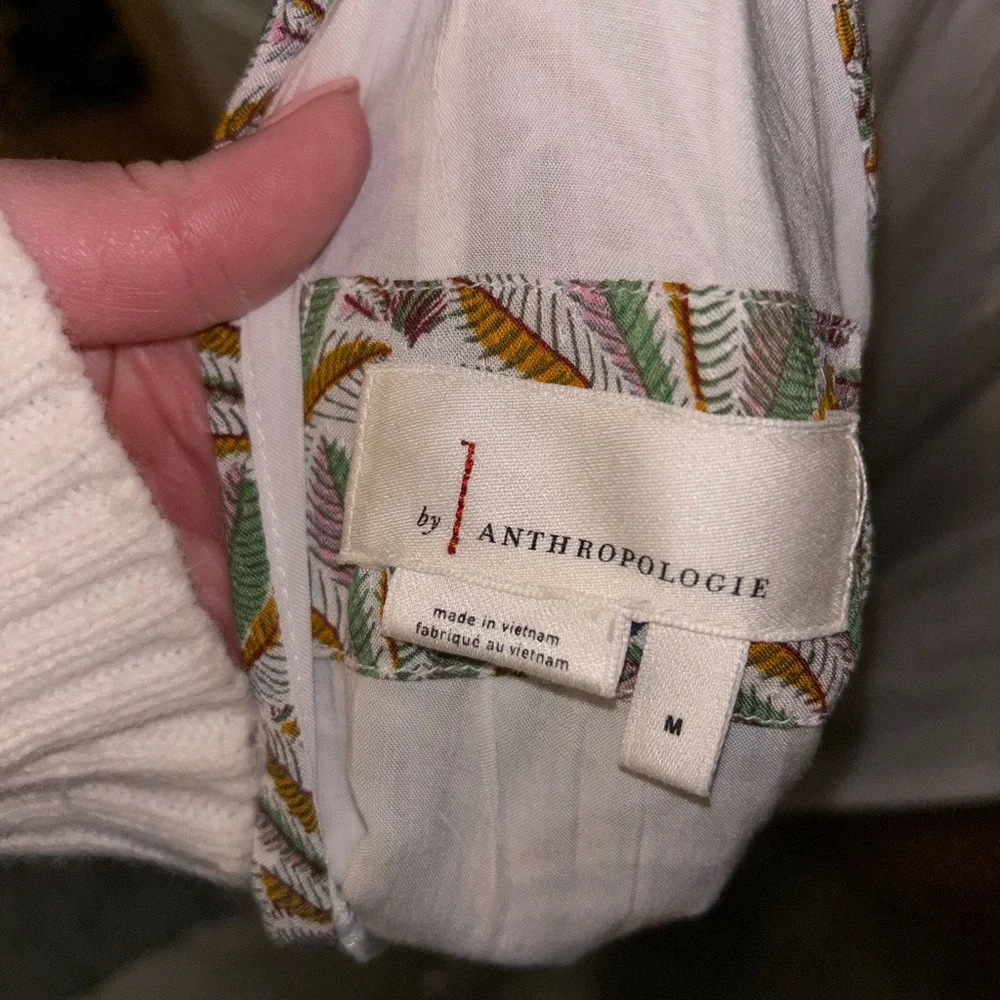 by ANTHROPOLOGIE
made in vietnam
fabriqué au vietnam
M